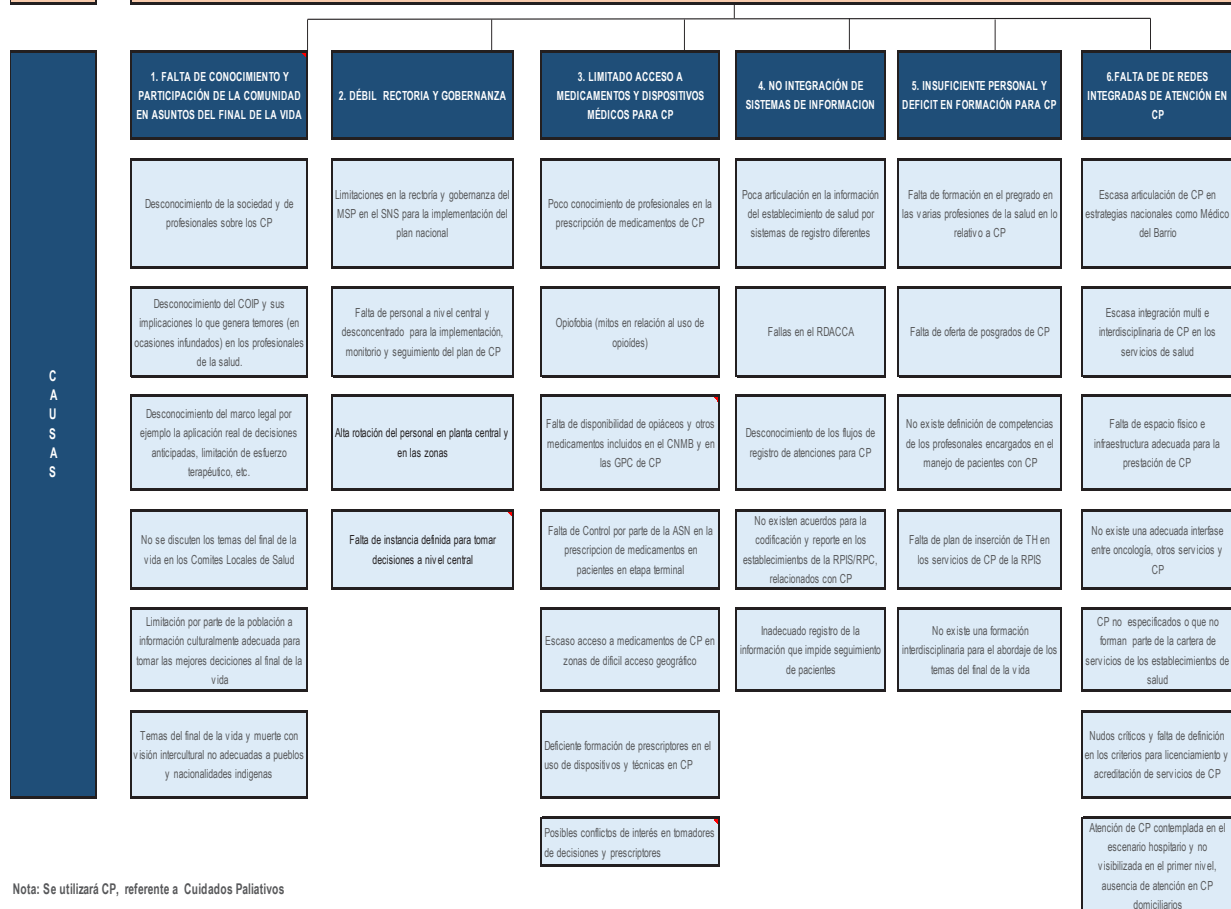 C
A
U
S
A
S
1. FALTA DE CONOCIMIENTO Y
PARTICIPACIÓN DE LA COMUNIDAD
EN ASUNTOS DEL FINAL DE LA VIDA
Desconocimiento de la sociedad y de
profesionales sobre los CP
Desconocimiento del COIP y sus
implicaciones lo que genera temores (en
ocasiones infundados) en los profesionales
de la salud.
Desconocimiento del marco legal por
ejemplo la aplicación real de decisiones
anticipadas, limitación de esfuerzo
terapéutico, etc.
No se discuten los temas del final de la
vida en los Comites Locales de Salud
Limitación por parte de la población a
información culturalmente adecuada para
tomar las mejores decisiones al final de la
vida
Temas del final de la vida y muerte con
visión intercultural no adecuadas a pueblos
y nacionalidades indigenas
2. DÉBIL RECTORIA Y GOBERNANZA
Limitaciones en la rectoría y gobernanza del
MSP en el SNS para la implementación del
plan nacional
Falta de personal a nivel central y
desconcentrado para la implementación,
monitorio y seguimiento del plan de CP
Alta rotación del personal en planta central y
en las zonas
Falta de instancia definida para tomar
decisiones a nivel central
3. LIMITADO ACCESO A
MEDICAMENTOS Y DISPOSITIVOS
MÉDICOS PARA CP
Poco conocimiento de profesionales en la
prescripción de medicamentos de CP
Opiofobia (mitos en relación al uso de
opioídes)
Falta de disponibilidad de opiáceos y otros
medicamentos incluidos en el CNMB y en
las GPC de CP
Falta de Control por parte de la ASN en la
prescripcion de medicamentos en
pacientes en etapa terminal
Escaso acceso a medicamentos de CP en
zonas de dificil acceso geográfico
Deficiente formación de prescriptores en el
uso de dispositivos y técnicas en CP
Posibles conflictos de interés en tomadores
de decisiones y prescriptores
4. NO INTEGRACIÓN DE
SISTEMAS DE INFORMACION
Poca articulación en la información
del establecimiento de salud por
sistemas de registro diferentes
Fallas en el RDACCA
Desconocimiento de los flujos de
registro de atenciones para CP
No existen acuerdos para la
codificación y reporte en los
establecimientos de la RPIS/RPC,
relacionados con CP
Inadecuado registro de la
información que impide seguimiento
de pacientes
5. INSUFICIENTE PERSONAL Y
DEFICIT EN FORMACIÓN PARA CP
Falta de formación en el pregrado en
las varias profesiones de la salud en lo
relativo a CP
Falta de oferta de posgrados de CP
No existe definición de competencias
de los profesonales encargados en el
manejo de pacientes con CP
Falta de plan de inserción de TH en
los servicios de CP de la RPIS
No existe una formación
interdisciplinaria para el abordaje de los
temas del final de la vida
6.FALTA DE DE REDES
INTEGRADAS DE ATENCIÓN EN
CP
Escasa articulación de CP en
estrategias nacionales como Médico
del Barrio
Escasa integración multi e
interdisciplinaria de CP en los
servicios de salud
Falta de espacio fisico e
infraestructura adecuada para la
prestación de CP
No existe una adecuada interfase
entre oncología, otros servicios y
CP
CP no especificados o que no
forman parte de la cartera de
servicios de los establecimientos de
salud
Nudos críticos y falta de definición
en los criterios para licenciamiento y
acreditación de servicios de CP
Atención de CP contemplada en el
escenario hospitario y no
visibilizada en el primer nivel,
ausencia de atención en CP
domiciliarios
Nota: Se utilizará CP, referente a Cuidados Paliativos